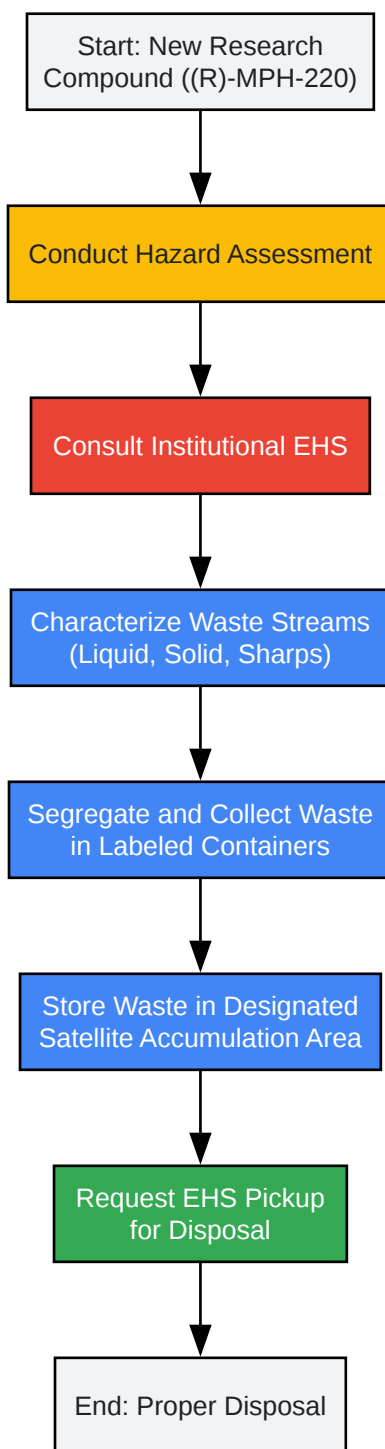 Start: New Research
Compound ((R)-MPH-220)
Conduct Hazard Assessment
Consult Institutional EHS
Characterize Waste Streams
(Liquid, Solid, Sharps)
Segregate and Collect Waste
in Labeled Containers
Store Waste in Designated
Satellite Accumulation Area
Request EHS Pickup
for Disposal
End: Proper Disposal